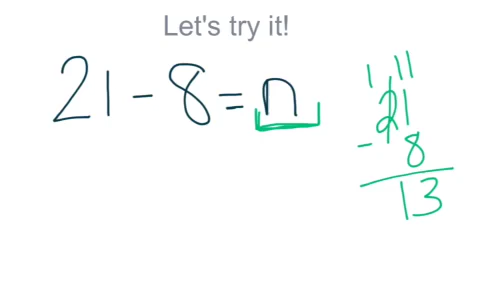 Let's try it!
21 - 8 = n
1 11
21
- 8
13